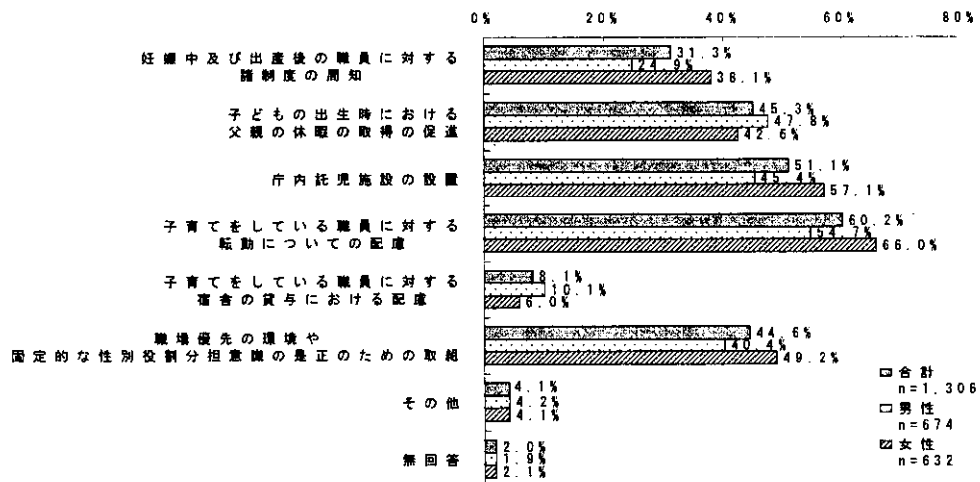 0% 20% 40% 60% 80%
妊娠中及び出産後の職員に対する
諸制度の周知
31.3%
24.9%
36.1%
子どもの出生時における
父親の休暇の取得の促進
45.3%
47.8%
42.6%
庁内託児施設の設置
51.1%
45.4%
57.1%
子育てをしている職員に対する
転勤についての配慮
60.2%
54.7%
66.0%
子育てをしている職員に対する
宿舎の貸与における配慮
8.1%
10.1%
6.0%
職場優先の環境や
固定的な性別役割分担意識の是正のための取組
44.6%
40.4%
49.2%
その他
4.1%
4.2%
4.1%
無回答
2.0%
1.9%
2.1%
合計
n=1,306
男性
n=674
女性
n=632